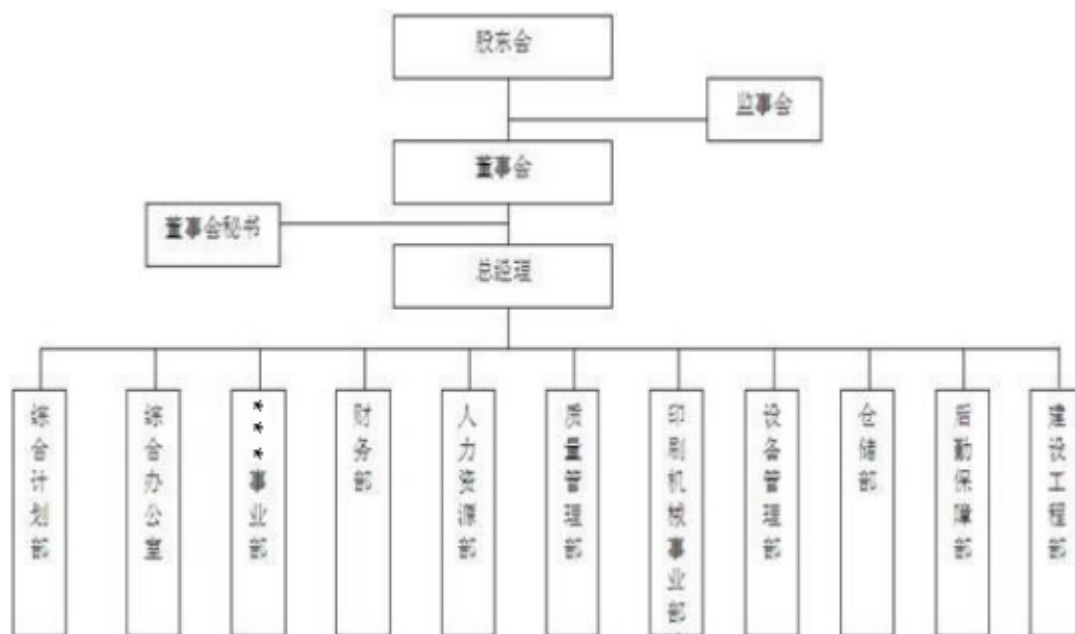 股东会
监事会
董事会
董事会秘书
总经理
综合计划部
综合办公室
***事业部
财务部
人力资源部
质量管理部
印刷机械事业部
设备管理部
仓储部
后勤保障部
建设工程部